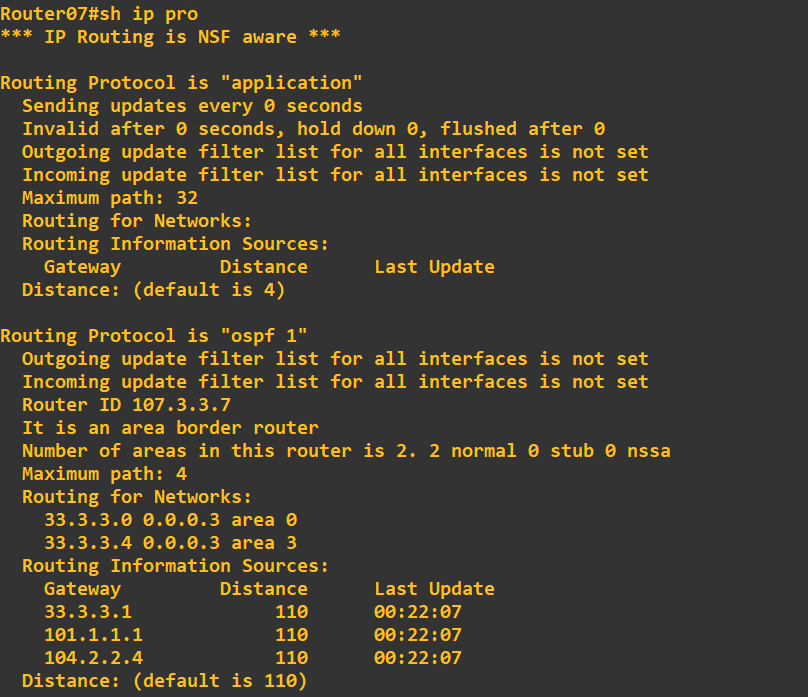 Router07#sh ip pro
*** IP Routing is NSF aware ***
Routing Protocol is "application"
Sending updates every 0 seconds
Invalid after 0 seconds, hold down 0, flushed after 0
Outgoing update filter list for all interfaces is not set
Incoming update filter list for all interfaces is not set
Maximum path: 32
Routing for Networks:
Routing Information Sources:
Gateway Distance Last Update
Distance: (default is 4)
Routing Protocol is "ospf 1"
Outgoing update filter list for all interfaces is not set
Incoming update filter list for all interfaces is not set
Router ID 107.3.3.7
It is an area border router
Number of areas in this router is 2. 2 normal 0 stub 0 nssa
Maximum path: 4
Routing for Networks:
33.3.3.0 0.0.0.3 area 0
33.3.3.4 0.0.0.3 area 3
Routing Information Sources:
Gateway Distance Last Update
33.3.3.1 110 00:22:07
101.1.1.1 110 00:22:07
104.2.2.4 110 00:22:07
Distance: (default is 110)